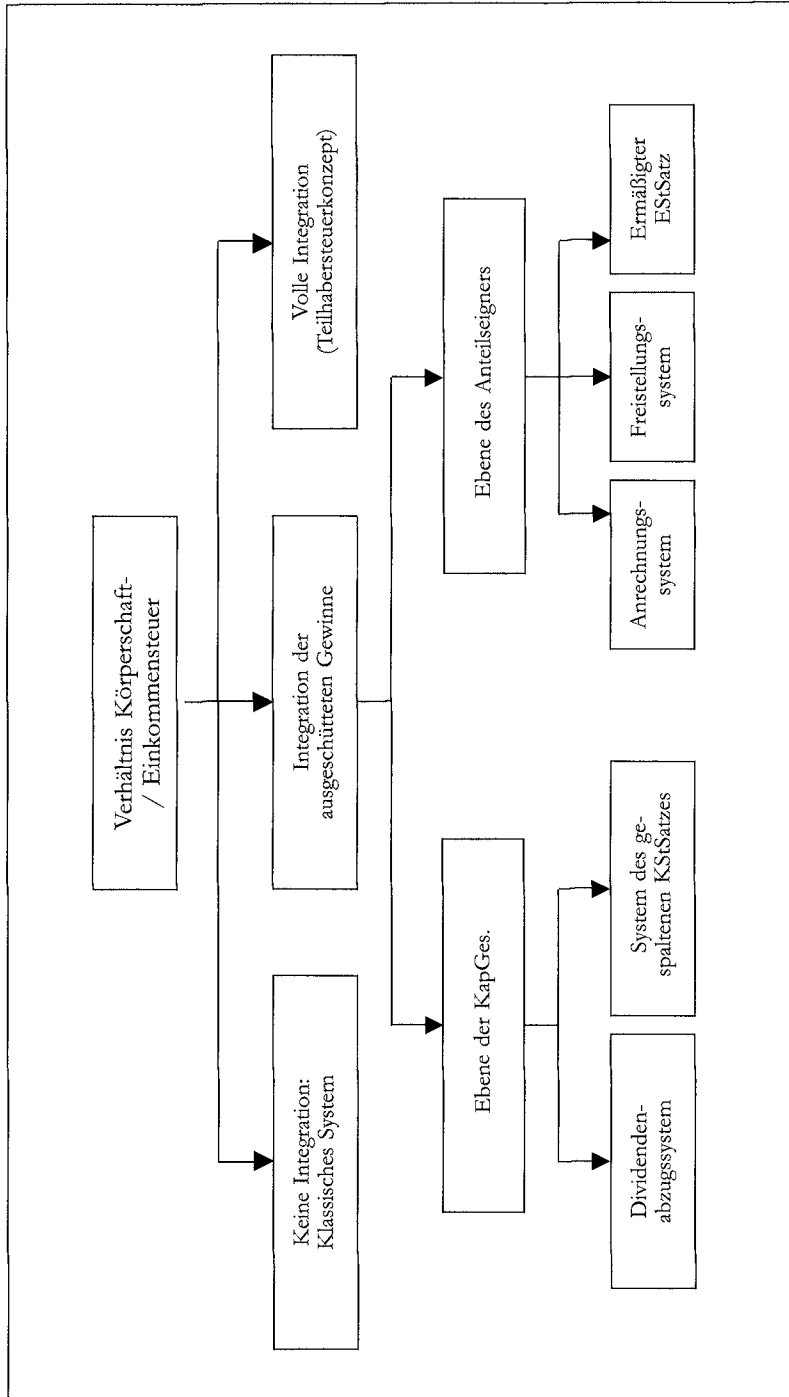 Verhältnis Körperschaft-
/ Einkommensteuer
Keine Integration:
Klassisches System
Integration der
ausgeschütteten Gewinne
Volle Integration
(Teilhabersteuerkonzept)
Ebene der KapGes.
Ebene des Anteilseigners
Dividenden-
abzugssystem
System des ge-
spaltenen KStSatzes
Anrechnungs-
system
Freistellungs-
system
Ermäßigter
EStSatz